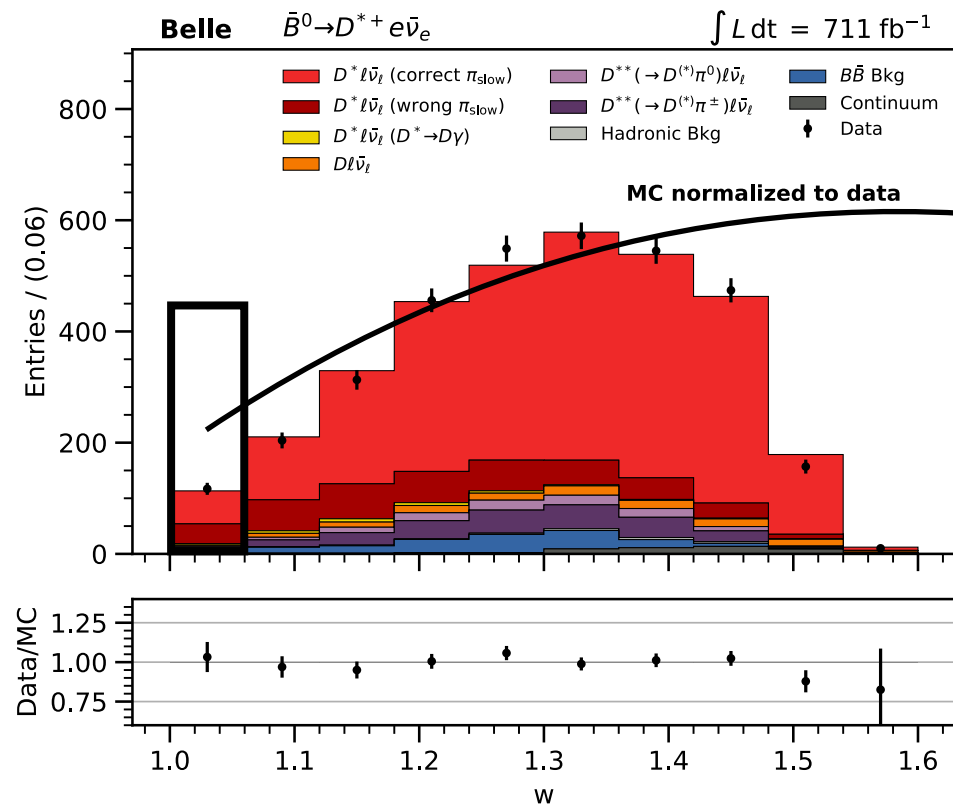 Belle B̄⁰→D*⁺ e ν̄ₑ ∫ L dt = 711 fb⁻¹
D*ℓν̄ℓ (correct πslow)
D*ℓν̄ℓ (wrong πslow)
D*ℓν̄ℓ (D*→Dγ)
Dℓν̄ℓ
D**(→D(*)π⁰)ℓν̄ℓ
D**(→D(*)π±)ℓν̄ℓ
Hadronic Bkg
BB̄ Bkg
Continuum
Data
MC normalized to data
Entries / (0.06)
800
600
400
200
0
Data/MC
1.25
1.00
0.75
1.0 1.1 1.2 1.3 1.4 1.5 1.6
w